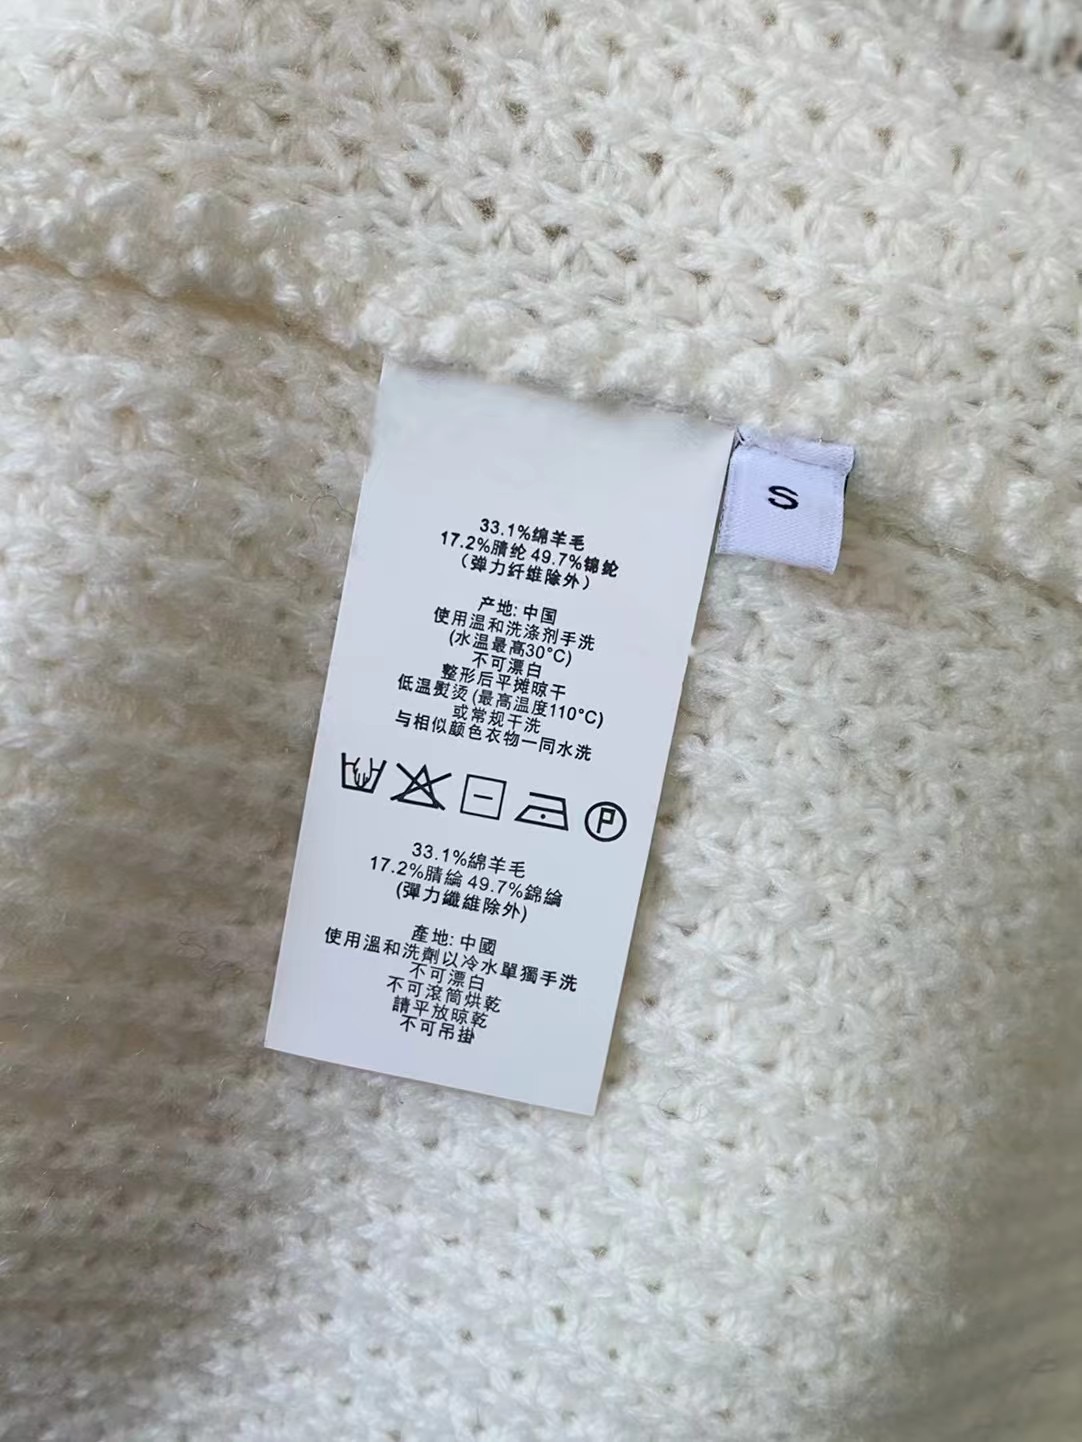 S
33.1%绵羊毛
17.2%腈纶 49.7%锦纶
（弹力纤维除外）
产地: 中国
使用温和洗涤剂手洗
(水温最高30°C)
不可漂白
整形后平摊晾干
低温熨烫 (最高温度110°C)
或常规干洗
与相似颜色衣物一同水洗
P
33.1%綿羊毛
17.2%腈綸 49.7%錦綸
(彈力纖維除外)
產地: 中國
使用溫和洗劑以冷水單獨手洗
不可漂白
不可滾筒烘乾
請平放晾乾
不可吊掛